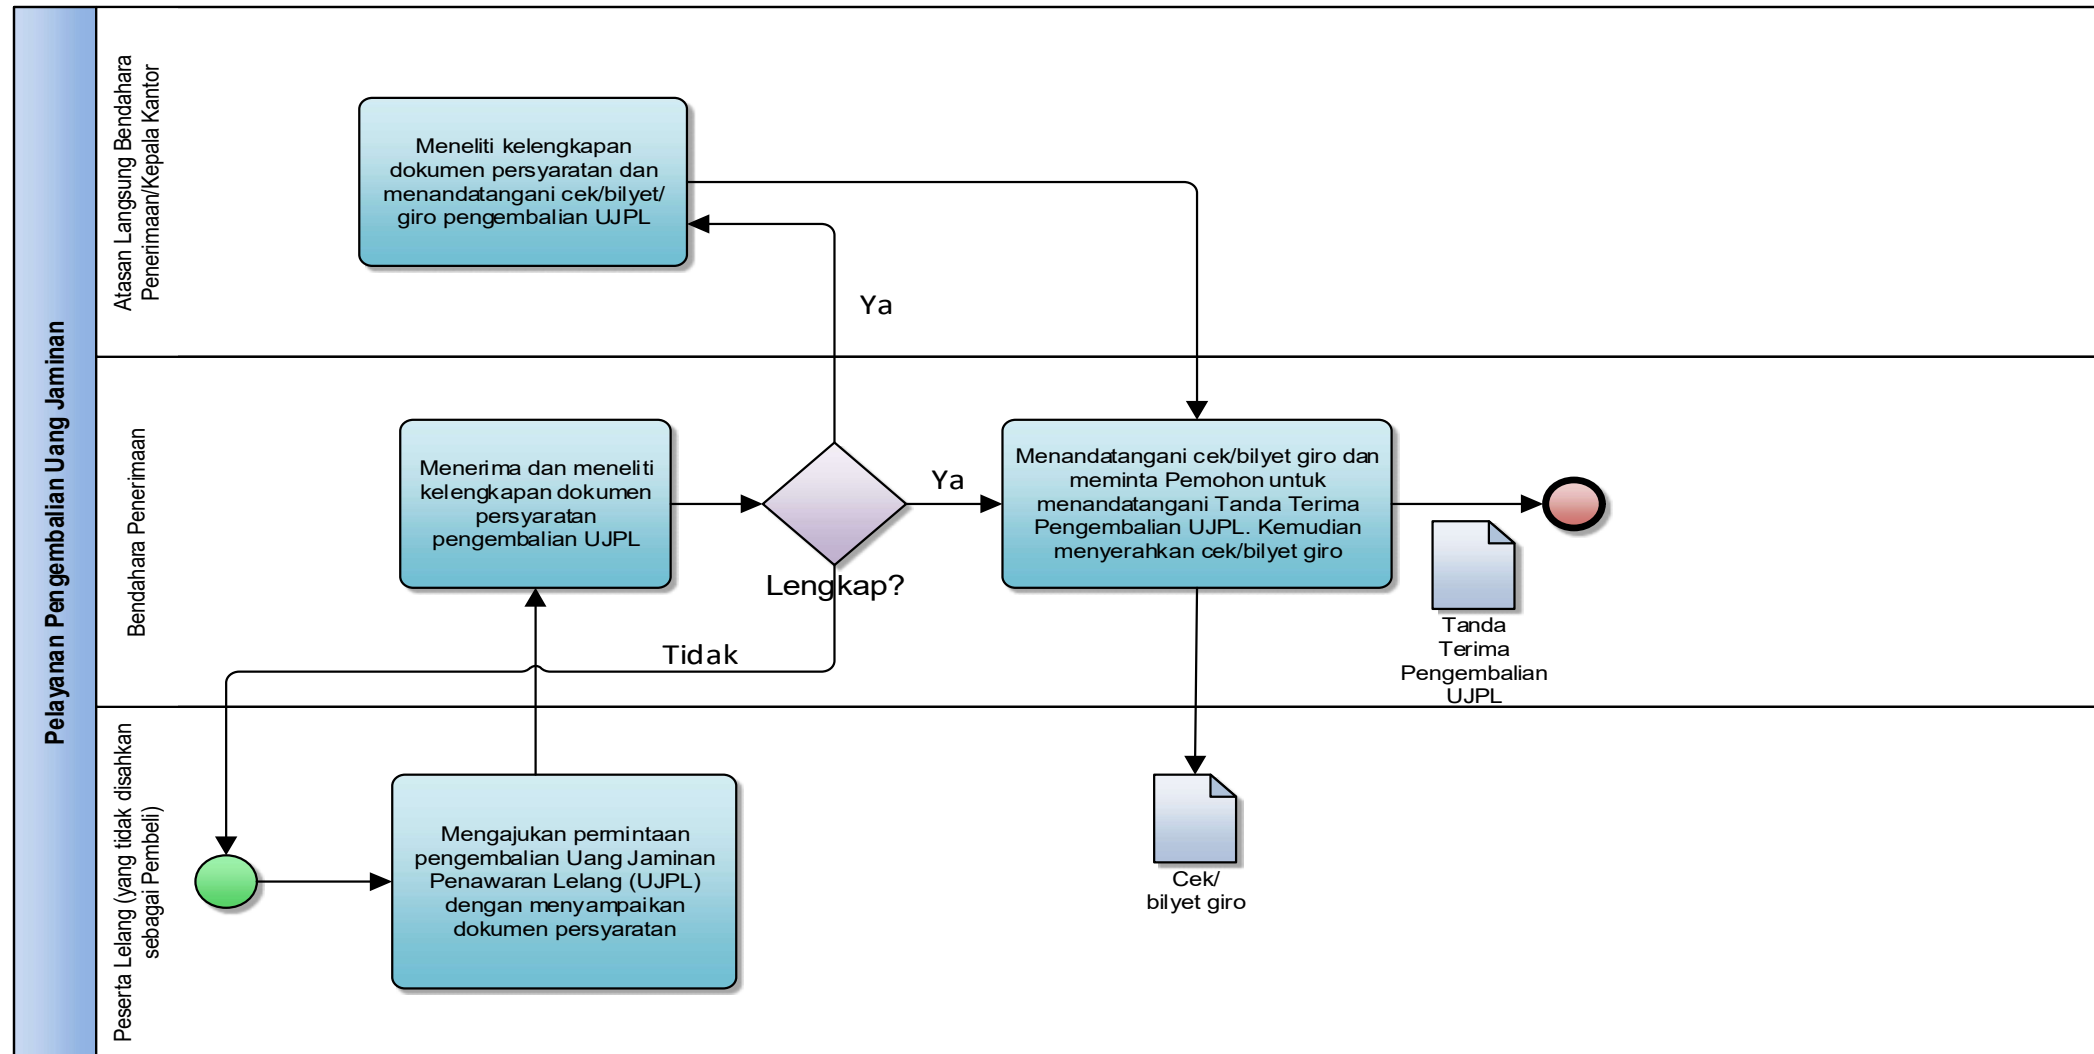 Pelayanan Pengembalian Uang Jaminan
Atasan Langsung Bendahara
Penerimaan/Kepala Kantor
Meneliti kelengkapan
dokumen persyaratan dan
menandatangani cek/bilyet/
giro pengembalian UJPL
Ya
Bendahara Penerimaan
Menerima dan meneliti
kelengkapan dokumen
persyaratan
pengembalian UJPL
Lengkap?
Ya
Tidak
Menandatangani cek/bilyet giro dan
meminta Pemohon untuk
menandatangani Tanda Terima
Pengembalian UJPL. Kemudian
menyerahkan cek/bilyet giro
Tanda
Terima
Pengembalian
UJPL
Peserta Lelang (yang tidak disahkan
sebagai Pembeli)
Mengajukan permintaan
pengembalian Uang Jaminan
Penawaran Lelang (UJPL)
dengan menyampaikan
dokumen persyaratan
Cek/
bilyet giro